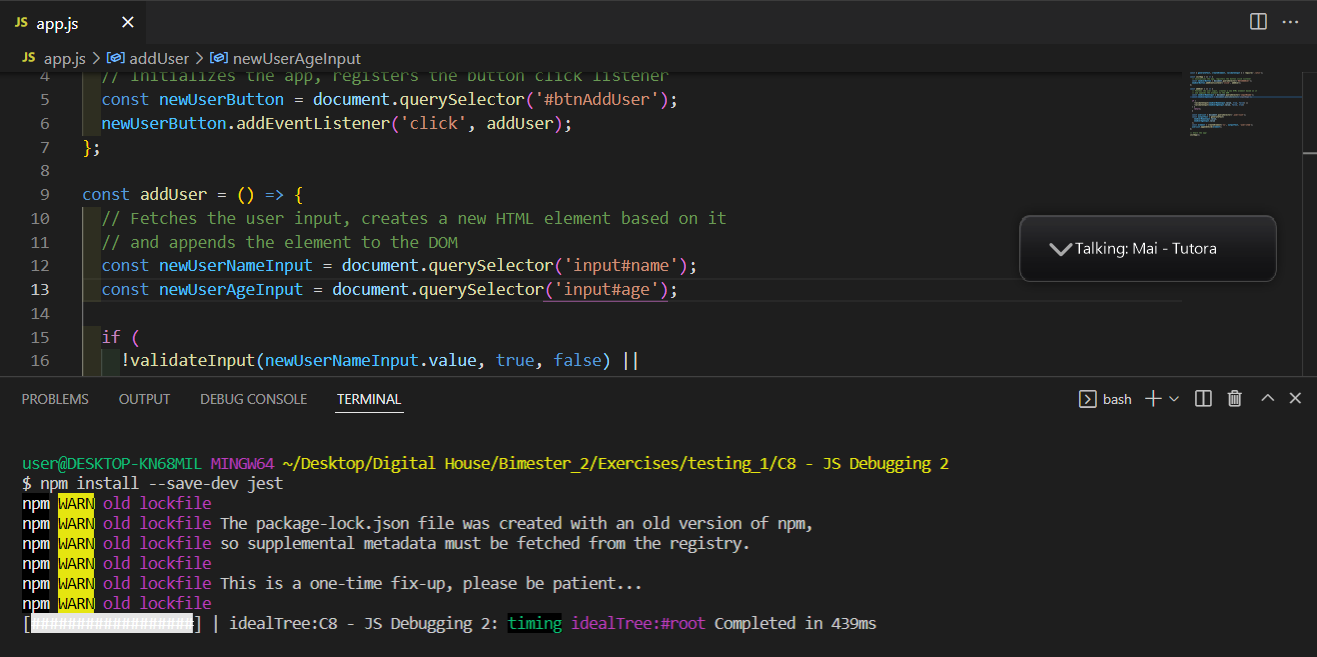 JS app.js
JS app.js > addUser > newUserAgeInput
4 // Initializes the app, registers the button click listener
5 const newUserButton = document.querySelector('#btnAddUser');
6 newUserButton.addEventListener('click', addUser);
7 };
8
9 const addUser = () => {
10 // Fetches the user input, creates a new HTML element based on it
11 // and appends the element to the DOM
12 const newUserNameInput = document.querySelector('input#name');
13 const newUserAgeInput = document.querySelector('input#age');
14
15 if (
16 !validateInput(newUserNameInput.value, true, false) ||
Talking: Mai - Tutora
PROBLEMS OUTPUT DEBUG CONSOLE TERMINAL bash
user@DESKTOP-KN68MIL MINGW64 ~/Desktop/Digital House/Bimester_2/Exercises/testing_1/C8 - JS Debugging 2
$ npm install --save-dev jest
npm WARN old lockfile
npm WARN old lockfile The package-lock.json file was created with an old version of npm,
npm WARN old lockfile so supplemental metadata must be fetched from the registry.
npm WARN old lockfile
npm WARN old lockfile This is a one-time fix-up, please be patient...
npm WARN old lockfile
[##################] | idealTree:C8 - JS Debugging 2: timing idealTree:#root Completed in 439ms